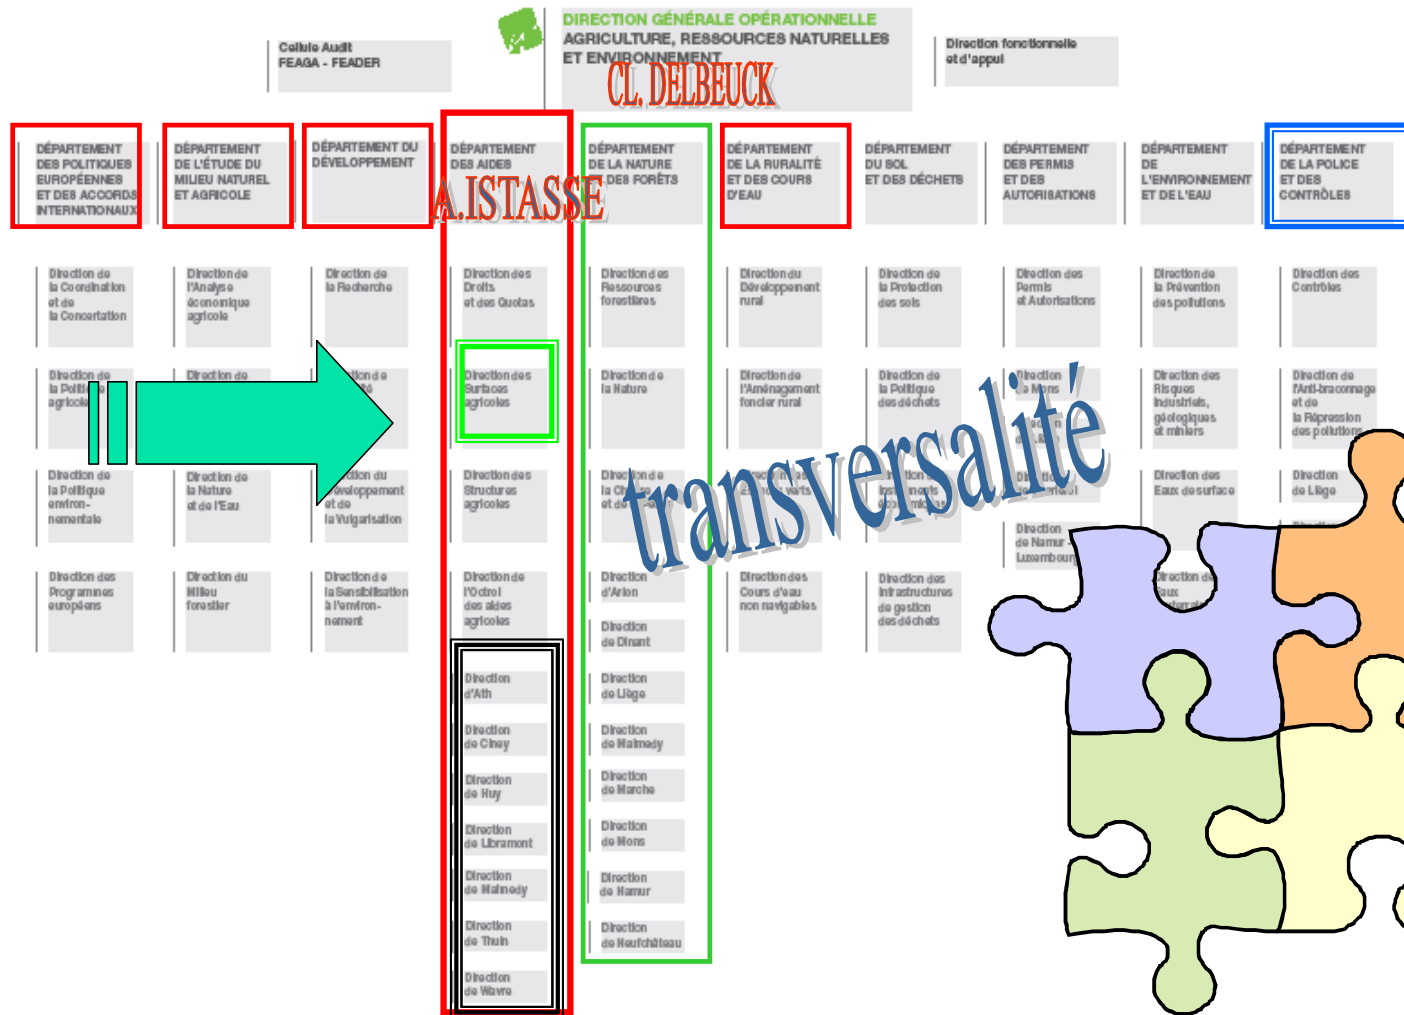 DIRECTION GÉNÉRALE OPÉRATIONNELLE
AGRICULTURE, RESSOURCES NATURELLES
ET ENVIRONNEMENT
CL. DELBEUCK
Cellule Audit
FEAGA - FEADER
Direction fonctionnelle
et d'appui
DÉPARTEMENT
DES POLITIQUES
EUROPÉENNES
ET DES ACCORDS
INTERNATIONAUX
Direction de
la Coordination
et de
la Concertation
Direction de
agricole
Direction de
la Politique
environ-
nementale
Direction des
Programmes
européens
DÉPARTEMENT
DE L'ÉTUDE DU
MILIEU NATUREL
ET AGRICOLE
Direction de
l'Analyse
économique
agricole
Direction de
Direction de
la Nature
et de l'Eau
Direction du
Milieu
forestier
DÉPARTEMENT DU
DÉVELOPPEMENT
Direction de
la Recherche
du
et de
la Vulgarisation
Direction de
la Sensibilisation
à l'environ-
nement
DÉPARTEMENT
DES AIDES
A.ISTASSE
Direction des
Droits
et des Quotas
Direction des
Surfaces
agricoles
Direction des
Structures
agricoles
Direction de
l'Octroi
des aides
agricoles
Direction
d'Ath
Direction
de Ciney
Direction
de Huy
Direction
de Libramont
Direction
de Malmedy
Direction
de Thuin
Direction
de Wavre
DÉPARTEMENT
DE LA NATURE
DES FORÊTS
Direction des
Ressources
forestières
Direction de
la Nature
Direction de
Direction
d'Arlon
Direction
de Dinant
Direction
de Liège
Direction
de Malmedy
Direction
de Marche
Direction
de Mons
Direction
de Namur
Direction
de Neufchâteau
DÉPARTEMENT
DE LA RURALITÉ
ET DES COURS
D'EAU
Direction du
Développement
rural
Direction de
l'Aménagement
foncier rural
verts
Direction des
Cours d'eau
non navigables
DÉPARTEMENT
DU SOL
ET DES DÉCHETS
Direction de
la Protection
des sols
Direction de
la Politique
des déchets
Direction des
Infrastructures
de gestion
des déchets
DÉPARTEMENT
DES PERMIS
ET DES
AUTORISATIONS
Direction des
Permis
et Autorisations
Direction
de Mons
Direction
de Namur -
Luxembourg
DÉPARTEMENT
DE
L'ENVIRONNEMENT
ET DE L'EAU
Direction de
la Prévention
des pollutions
Direction des
Risques
industriels,
géologiques
et miniers
Direction des
Eaux de surface
Direction
DÉPARTEMENT
DE LA POLICE
ET DES
CONTRÔLES
Direction des
Contrôles
Direction de
l'Anti-braconnage
et de
la Répression
des pollutions
Direction
de Liège
transversalité